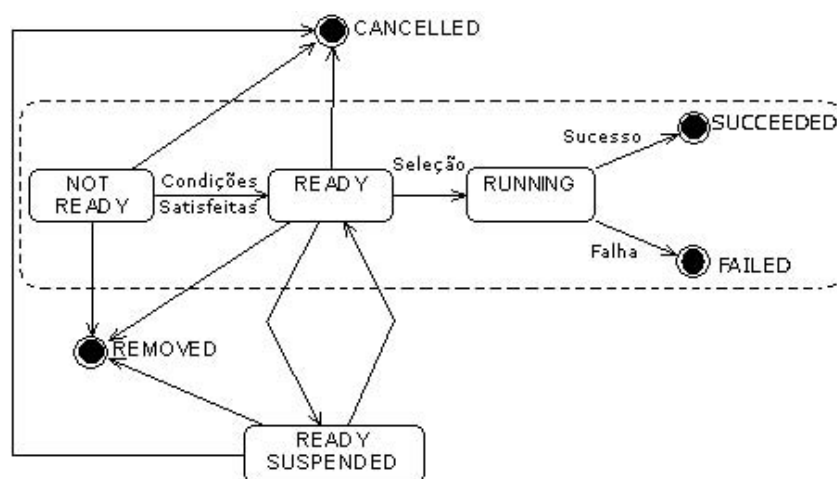 CANCELLED
SUCCEEDED
Sucesso
Seleção
NOT
READY
Condições
Satisfeitas
READY
RUNNING
Falha
FAILED
REMOVED
READY
SUSPENDED